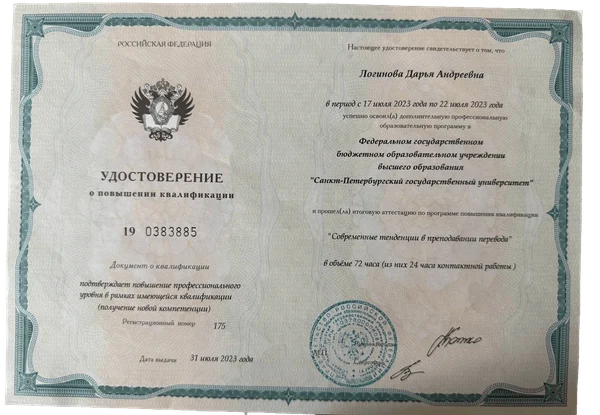 РОССИЙСКАЯ ФЕДЕРАЦИЯ
УДОСТОВЕРЕНИЕ
о повышении квалификации
19 0383885
Документ о квалификации
подтверждает повышение профессионального
уровня в рамках имеющейся квалификации
(получение новой компетенции)
Регистрационный номер 175
Дата выдачи 31 июля 2023 года
Настоящее удостоверение свидетельствует о том, что
Логинова Дарья Андреевна
в период с 17 июля 2023 года по 22 июля 2023 года
успешно освоил(а) дополнительную профессиональную
образовательную программу в
Федеральном государственном
бюджетном образовательном учреждении
высшего образования
"Санкт-Петербургский государственный университет"
и прошел(ла) итоговую аттестацию по программе повышения квалификации
"Современные тенденции в преподавании перевода"
в объёме 72 часа (из них 24 часа контактной работы )
М.П.